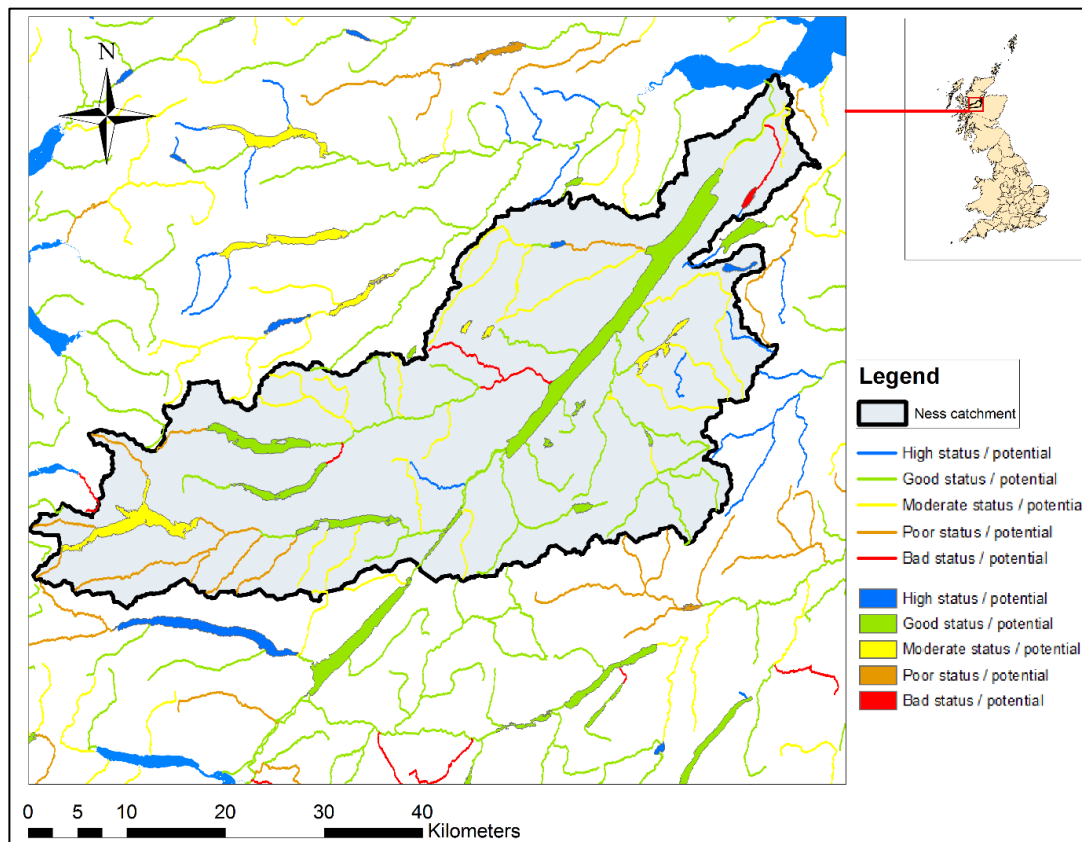 N
Legend
Ness catchment
High status / potential
Good status / potential
Moderate status / potential
Poor status / potential
Bad status / potential
High status / potential
Good status / potential
Moderate status / potential
Poor status / potential
Bad status / potential
0 5 10 20 30 40
Kilometers